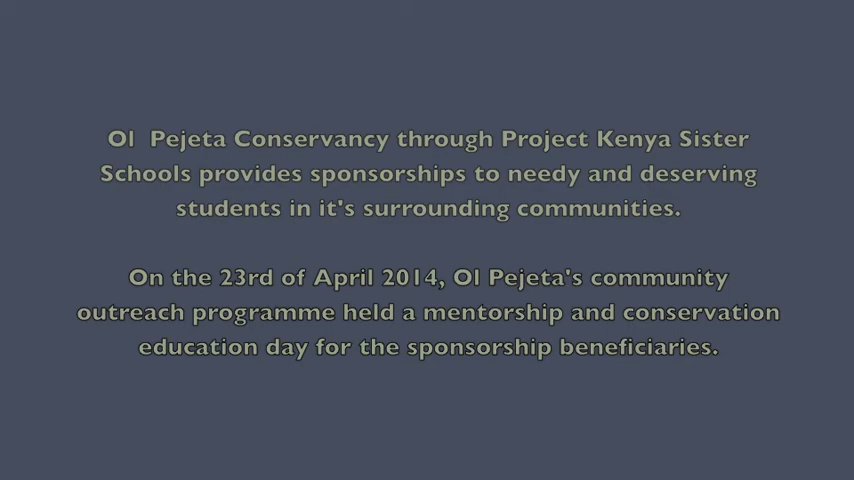 Ol Pejeta Conservancy through Project Kenya Sister
Schools provides sponsorships to needy and deserving
students in it's surrounding communities.
On the 23rd of April 2014, Ol Pejeta's community
outreach programme held a mentorship and conservation
education day for the sponsorship beneficiaries.